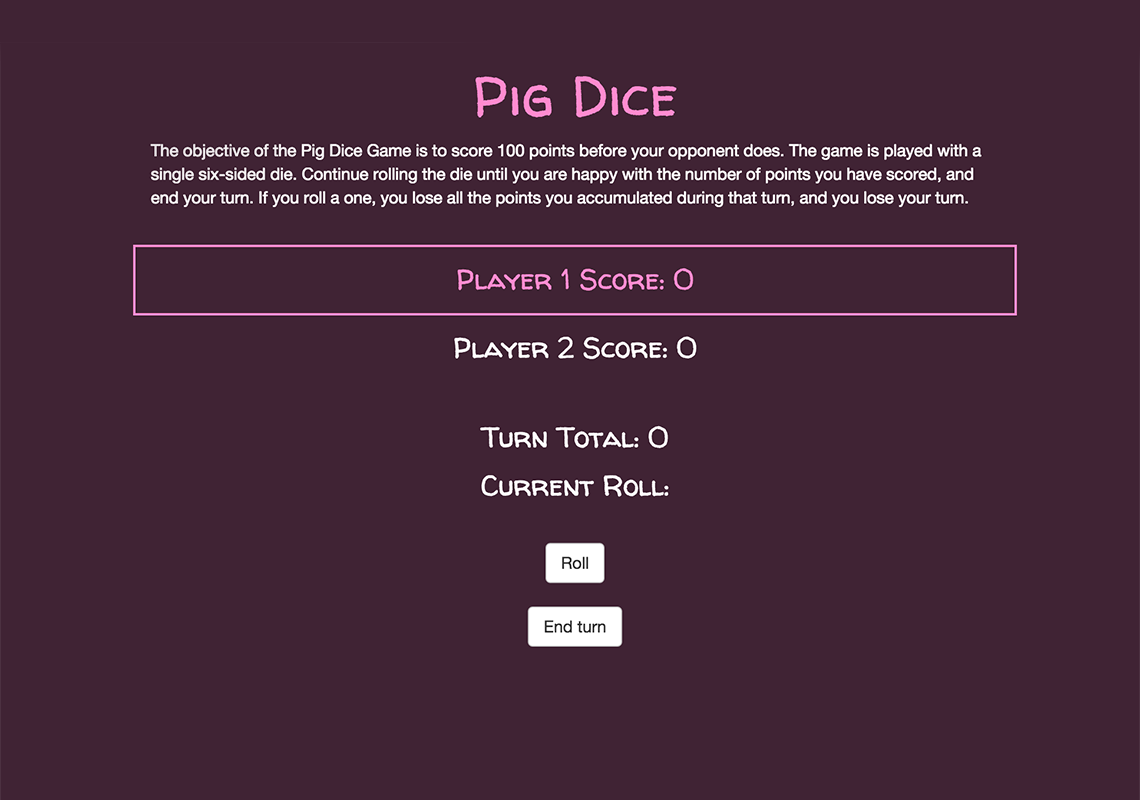 Pig Dice
The objective of the Pig Dice Game is to score 100 points before your opponent does. The game is played with a
single six-sided die. Continue rolling the die until you are happy with the number of points you have scored, and
end your turn. If you roll a one, you lose all the points you accumulated during that turn, and you lose your turn.
Player 1 Score: 0
Player 2 Score: 0
Turn Total: 0
Current Roll:
Roll
End turn